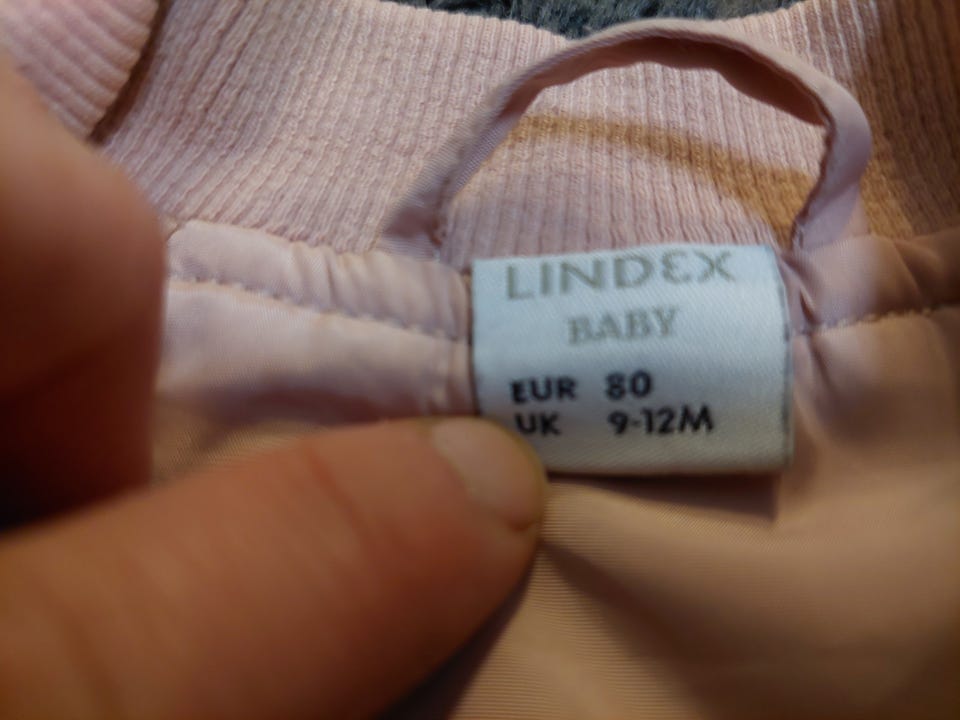 LINDEX
BABY
EUR 80
UK 9-12M